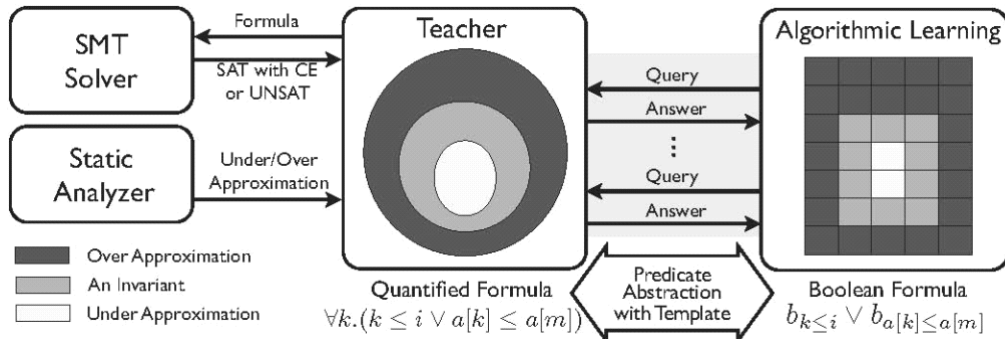 SMT
Solver
Formula
SAT with CE
or UNSAT
Static
Analyzer
Under/Over
Approximation
Over Approximation
An Invariant
Under Approximation
Teacher
Quantified Formula
∀k.(k ≤ i ∨ a[k] ≤ a[m])
Query
Answer
⋮
Query
Answer
Predicate
Abstraction
with Template
Algorithmic Learning
Boolean Formula
b_{k≤i} ∨ b_{a[k]≤a[m]}